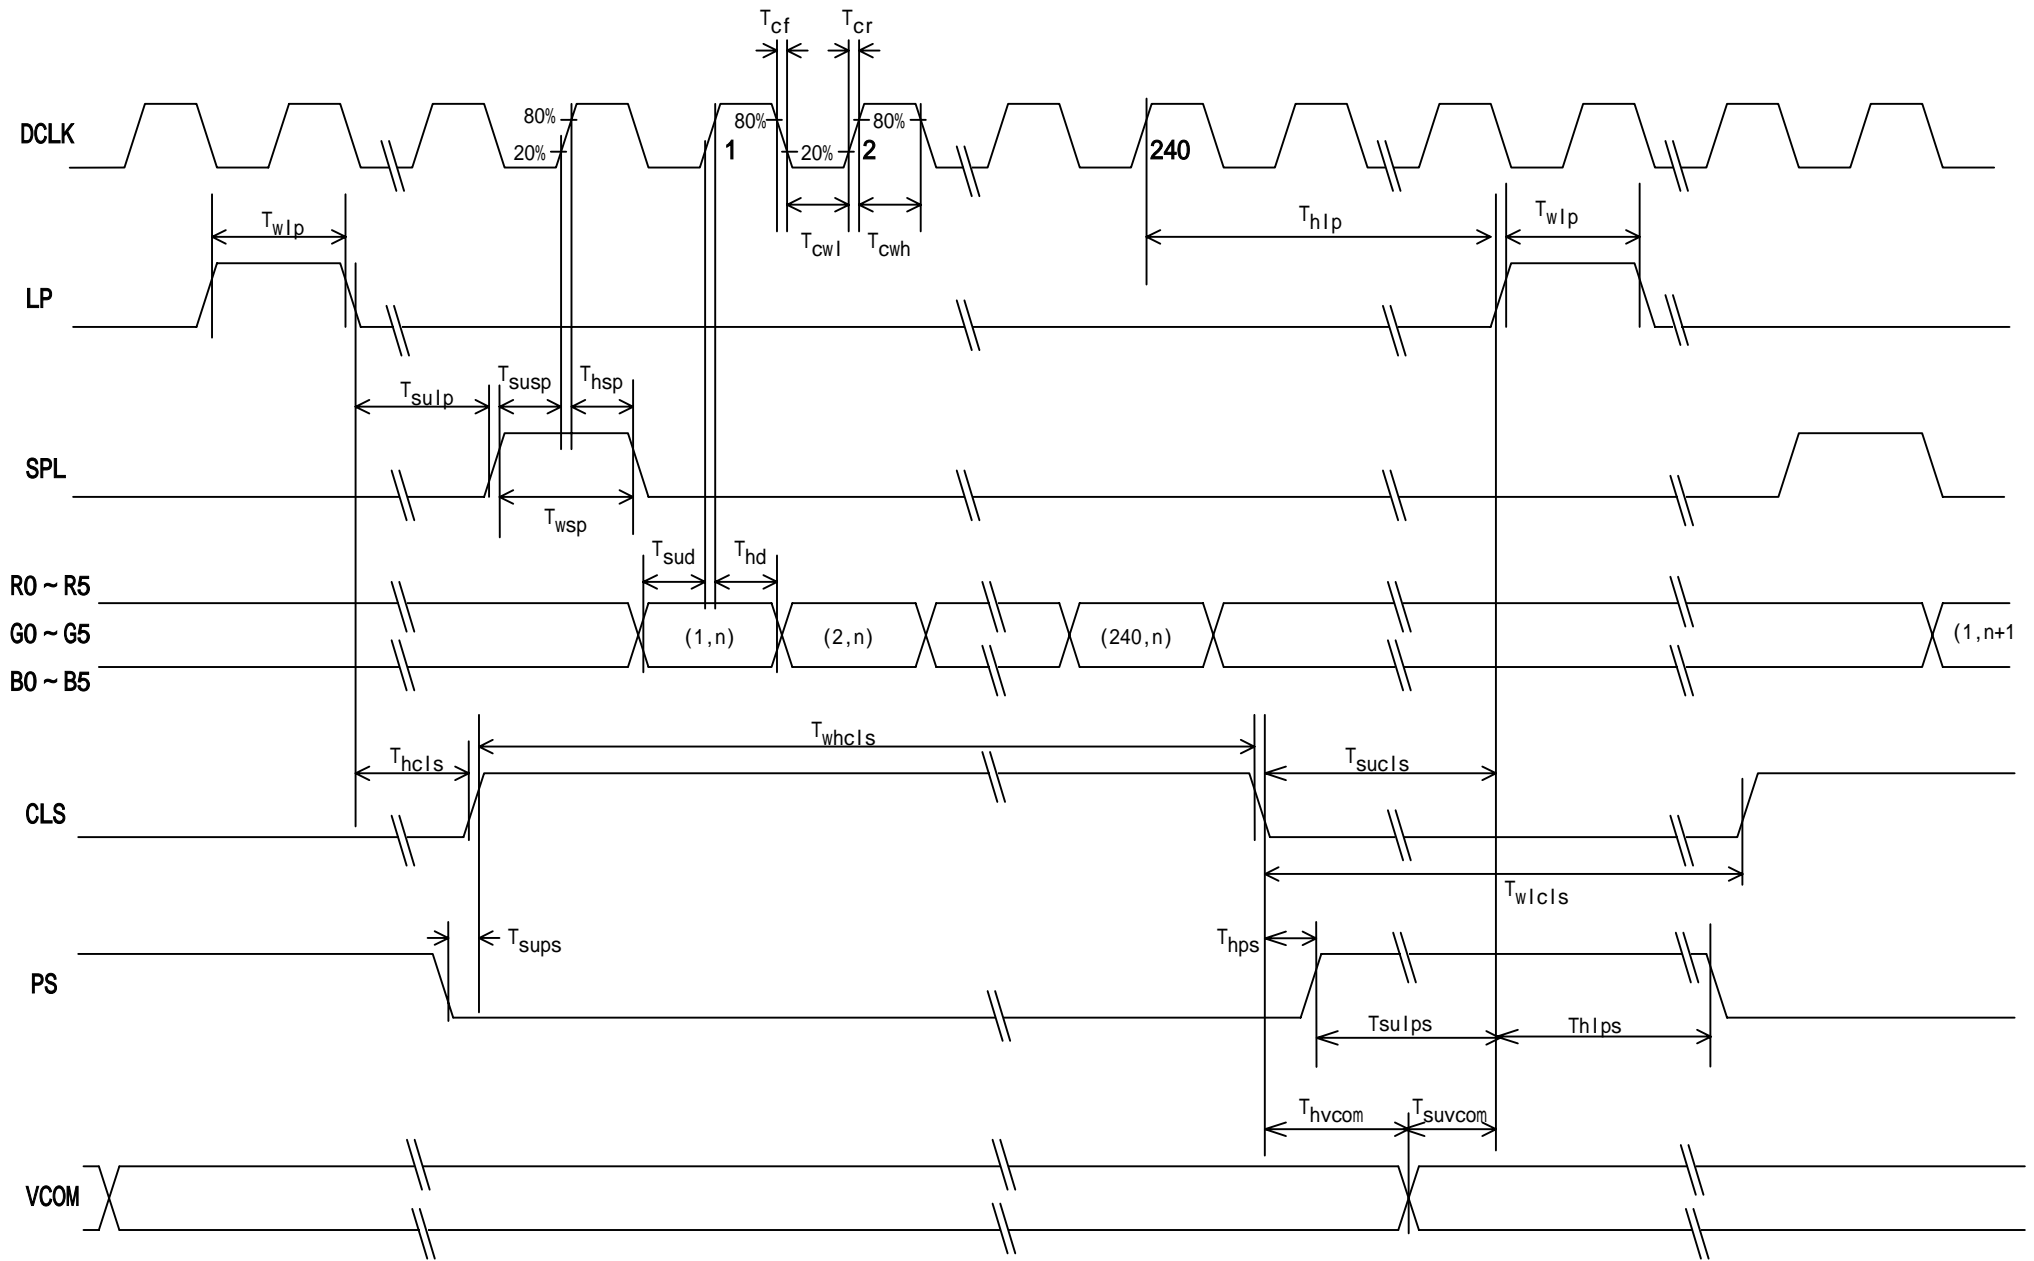 Tcf Tcr
DCLK 80% 20% 80% 1 20% 80% 2 240
Twlp Tcwl Tcwh Thlp Twlp
LP
Tsulp Tsusp Thsp
SPL
Twsp
Tsud Thd
R0 ~ R5
G0 ~ G5 (1,n) (2,n) (240,n) (1,n+1
B0 ~ B5
Thcls Twhcls Tsucls
CLS
Twlcls
Tsups Thps
PS
Tsulps Thlps
Thvcom Tsuvcom
VCOM